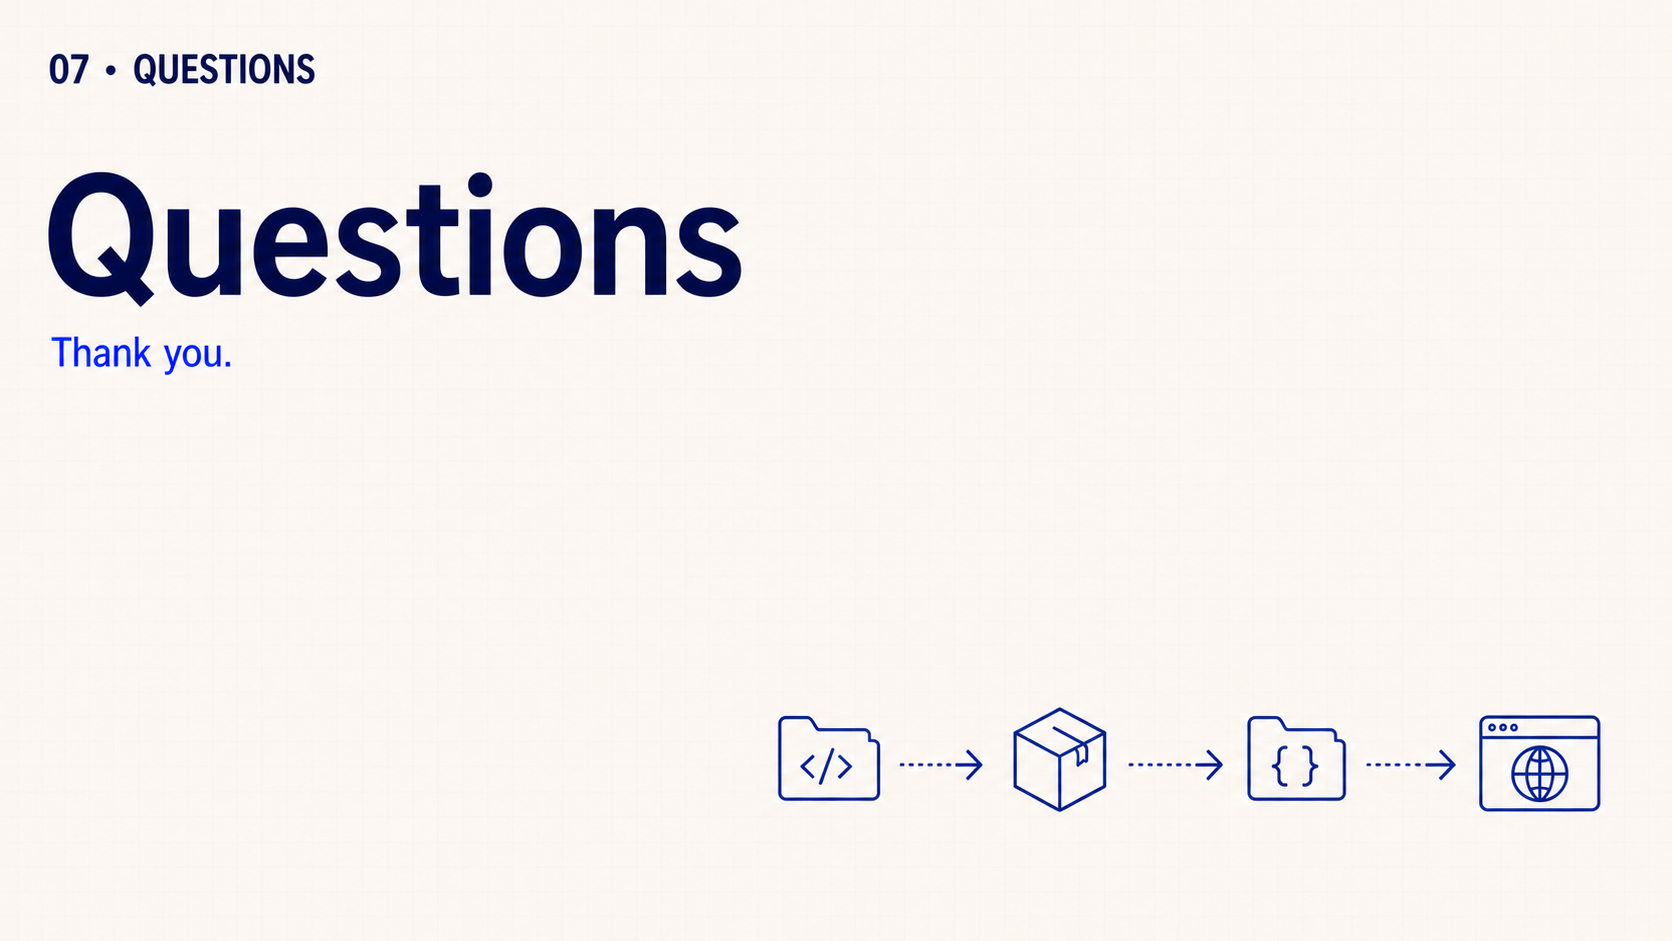 07 • QUESTIONS
Questions
Thank you.
</>
{ }